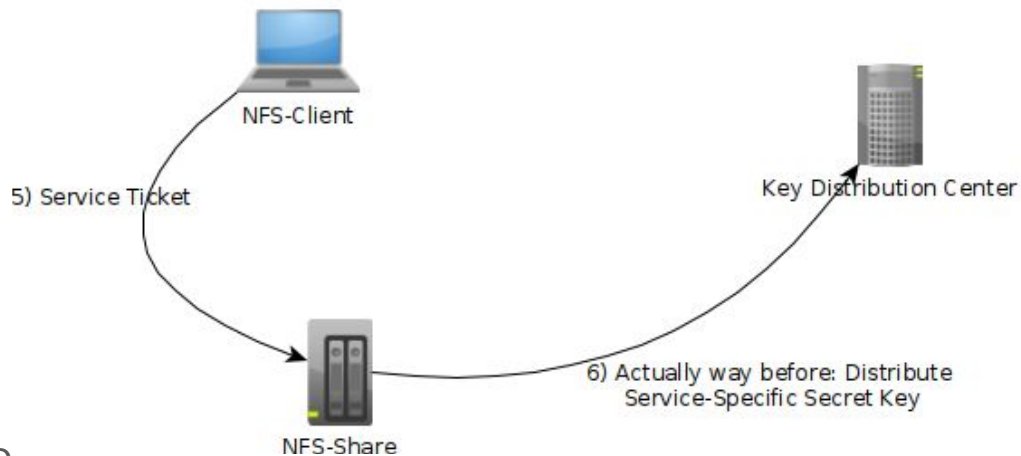 NFS-Client
5) Service Ticket
Key Distribution Center
6) Actually way before: Distribute
Service-Specific Secret Key
NFS-Share